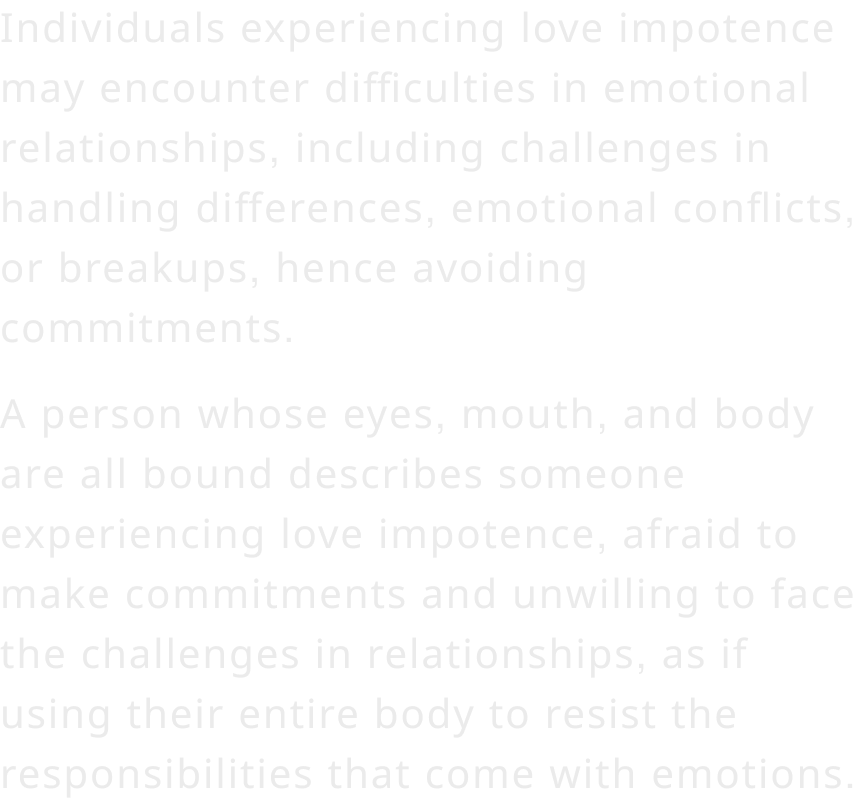 Individuals experiencing love impotence
may encounter difficulties in emotional
relationships, including challenges in
handling differences, emotional conflicts,
or breakups, hence avoiding
commitments.
A person whose eyes, mouth, and body
are all bound describes someone
experiencing love impotence, afraid to
make commitments and unwilling to face
the challenges in relationships, as if
using their entire body to resist the
responsibilities that come with emotions.